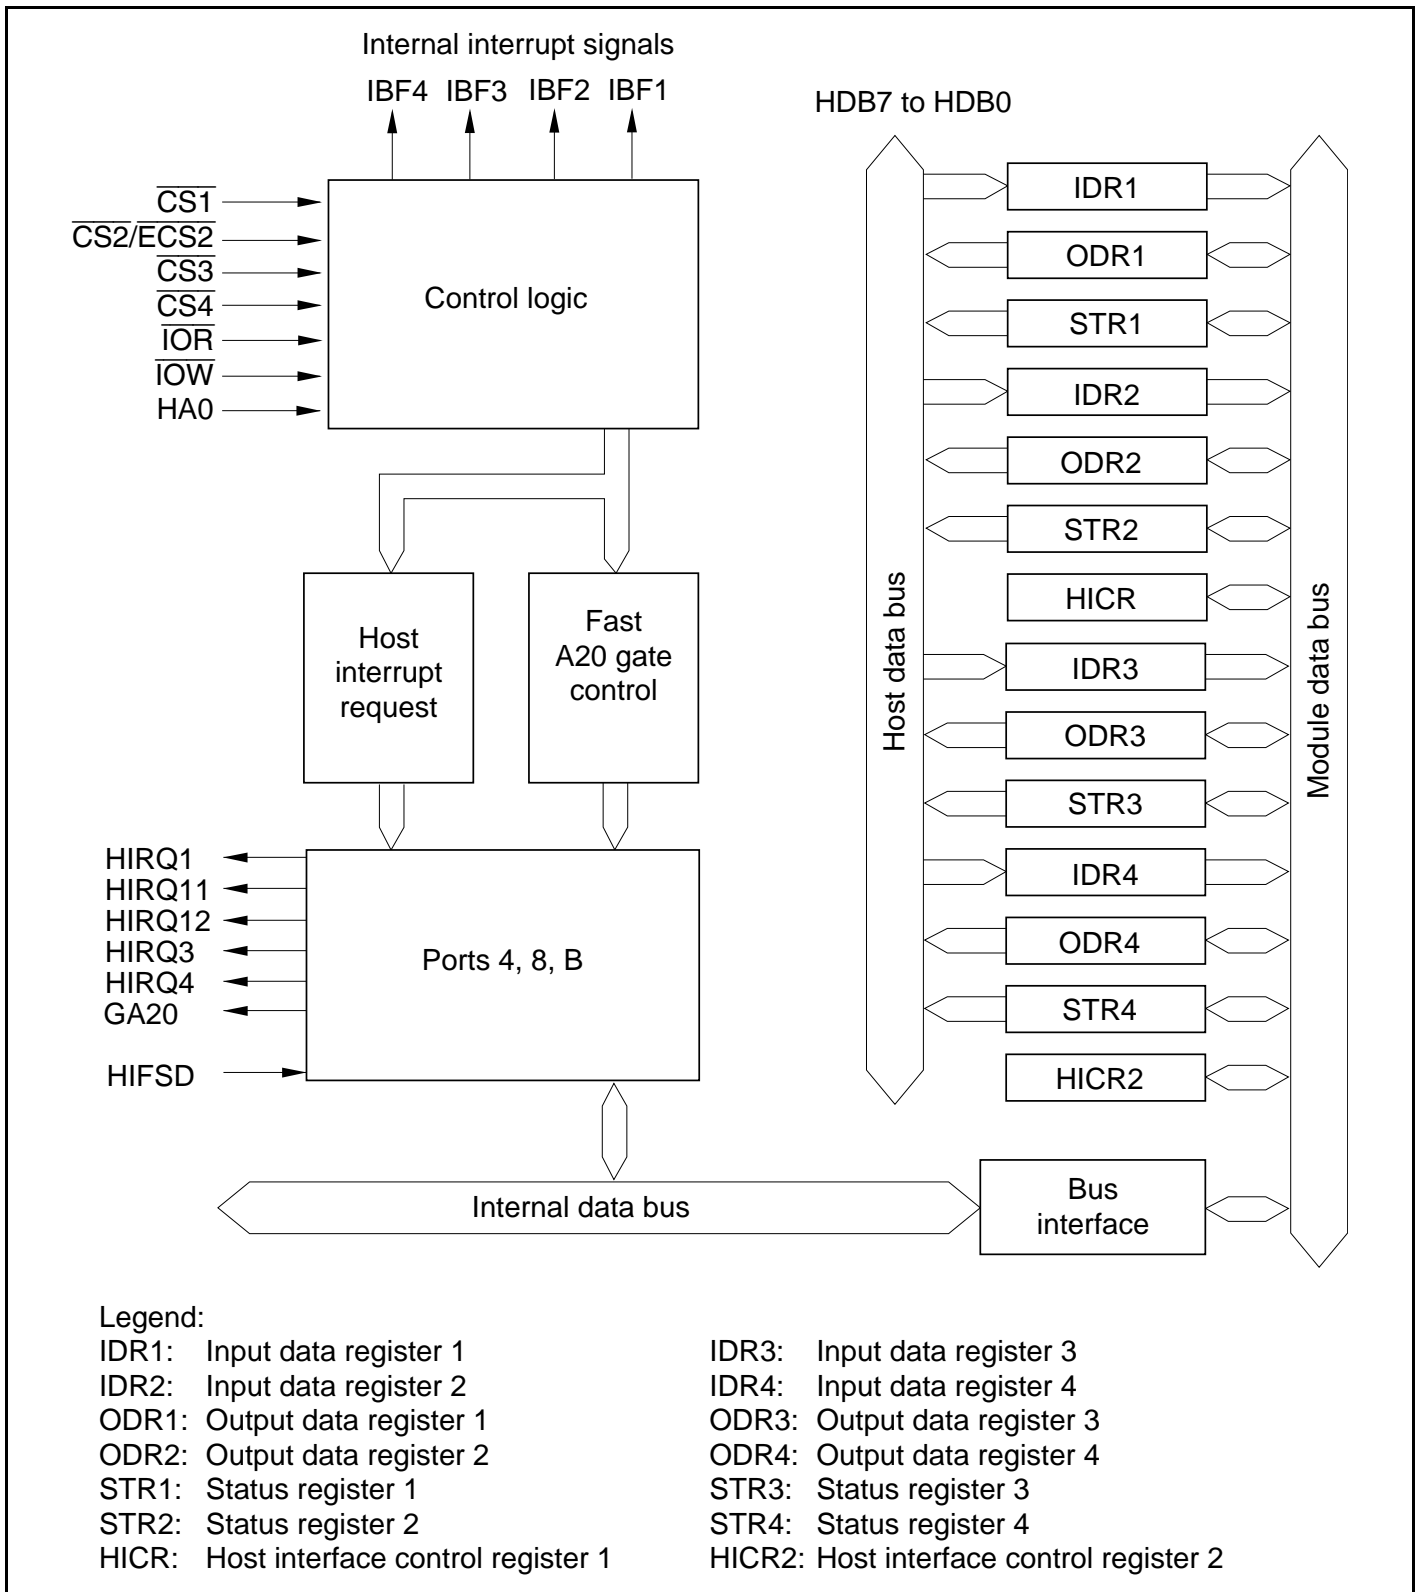 Internal interrupt signals
IBF4 IBF3 IBF2 IBF1
HDB7 to HDB0
CS1
CS2/ECS2
CS3
CS4
IOR
IOW
HA0
Control logic
Host
interrupt
request
Fast
A20 gate
control
HIRQ1
HIRQ11
HIRQ12
HIRQ3
HIRQ4
GA20
HIFSD
Ports 4, 8, B
Host data bus
IDR1
ODR1
STR1
IDR2
ODR2
STR2
HICR
IDR3
ODR3
STR3
IDR4
ODR4
STR4
HICR2
Module data bus
Internal data bus
Bus
interface
Legend:
IDR1: Input data register 1
IDR2: Input data register 2
ODR1: Output data register 1
ODR2: Output data register 2
STR1: Status register 1
STR2: Status register 2
HICR: Host interface control register 1
IDR3: Input data register 3
IDR4: Input data register 4
ODR3: Output data register 3
ODR4: Output data register 4
STR3: Status register 3
STR4: Status register 4
HICR2: Host interface control register 2